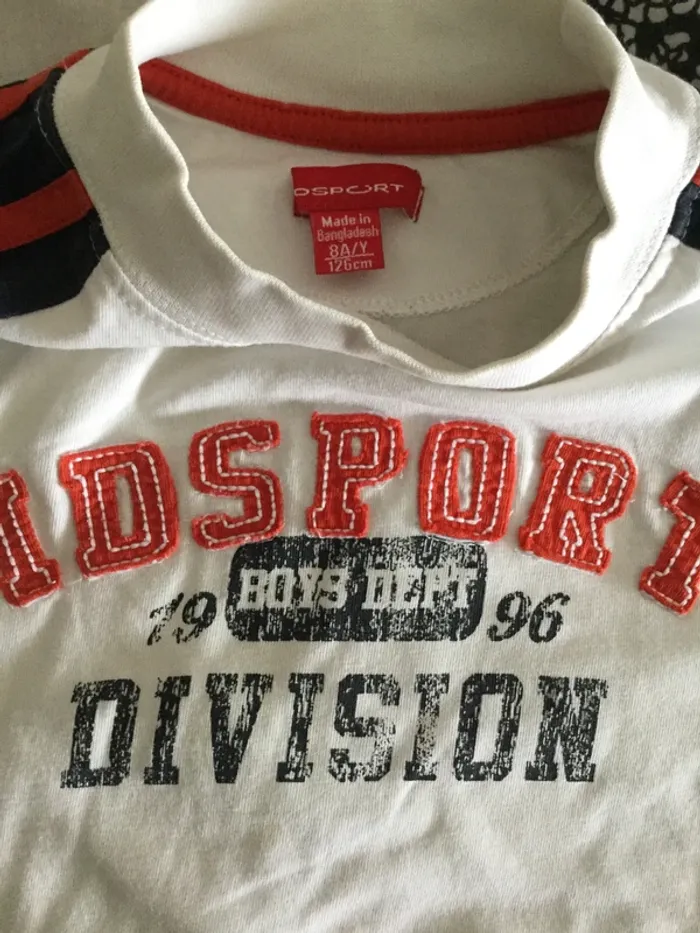 DSPORT
Made in
Bangladesh
8A/Y
126cm
IDSPORT
BOYS DEPT
19 96
DIVISION